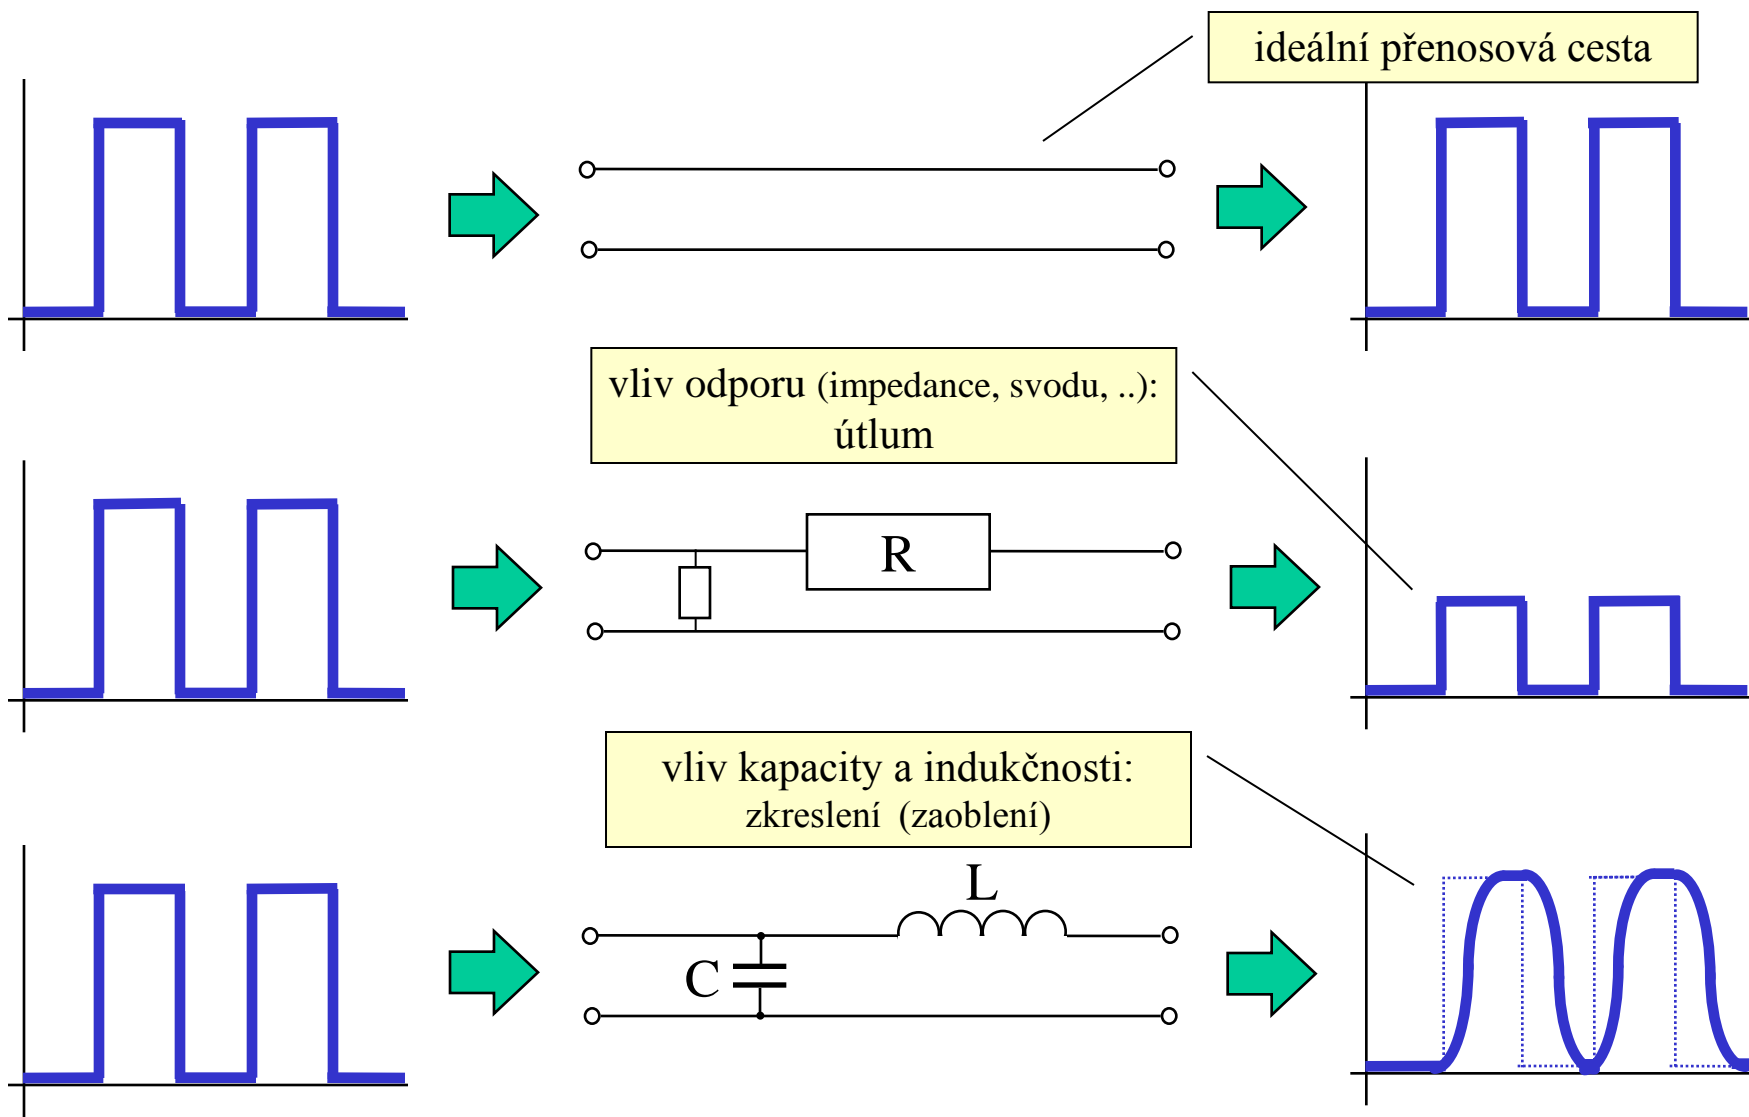 ideální přenosová cesta
vliv odporu (impedance, svodu, ..):
útlum
R
vliv kapacity a indukčnosti:
zkreslení (zaoblení)
L
C